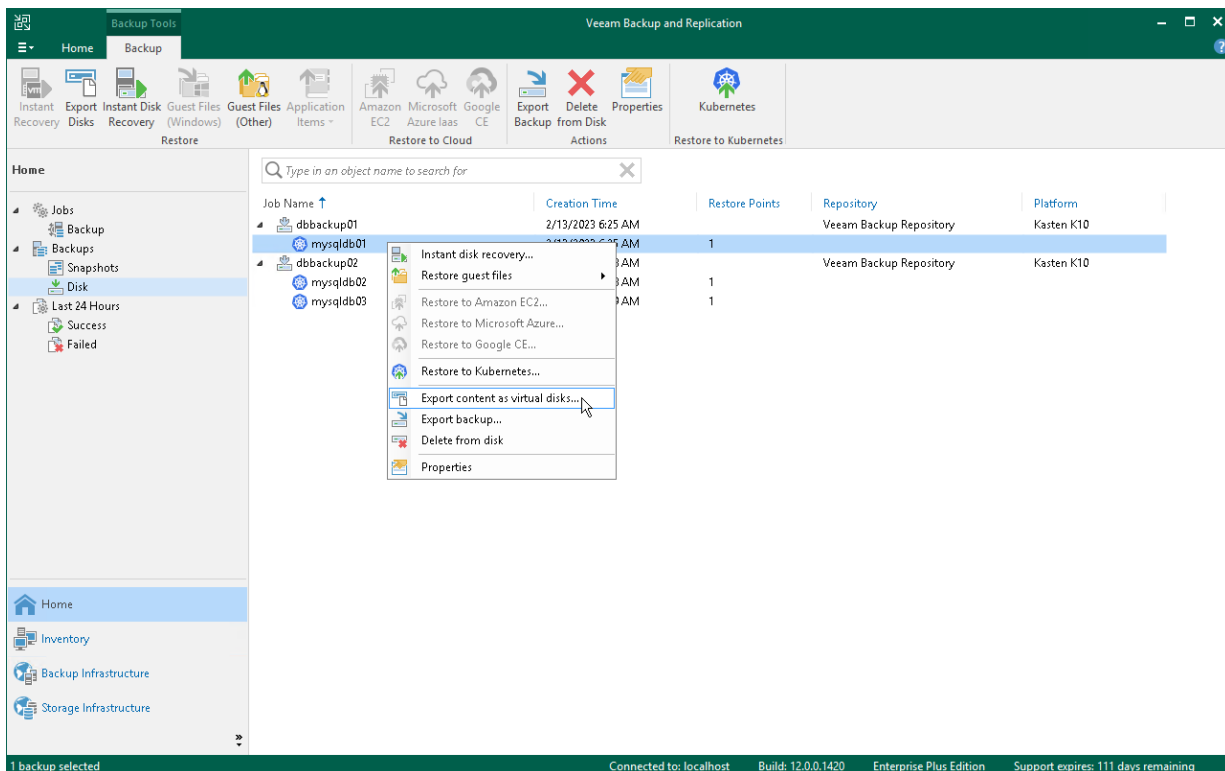 Backup Tools
Veeam Backup and Replication
Home
Backup
Instant Recovery
Export Disks
Instant Disk Recovery
Guest Files (Windows)
Guest Files (Other)
Application Items
Restore
Amazon EC2
Microsoft Azure Iaas
Google CE
Restore to Cloud
Export Backup
Delete from Disk
Properties
Actions
Kubernetes
Restore to Kubernetes
Home
Type in an object name to search for
Jobs
Backup
Backups
Snapshots
Disk
Last 24 Hours
Success
Failed
Job Name
Creation Time
Restore Points
Repository
Platform
dbbackup01
2/13/2023 6:25 AM
Veeam Backup Repository
Kasten K10
mysqldb01
2/13/2023 6:25 AM
1
dbbackup02
AM
Veeam Backup Repository
Kasten K10
mysqldb02
AM
1
mysqldb03
AM
1
Instant disk recovery...
Restore guest files
Restore to Amazon EC2...
Restore to Microsoft Azure...
Restore to Google CE...
Restore to Kubernetes...
Export content as virtual disks...
Export backup...
Delete from disk
Properties
Home
Inventory
Backup Infrastructure
Storage Infrastructure
1 backup selected
Connected to: localhost
Build: 12.0.0.1420
Enterprise Plus Edition
Support expires: 111 days remaining